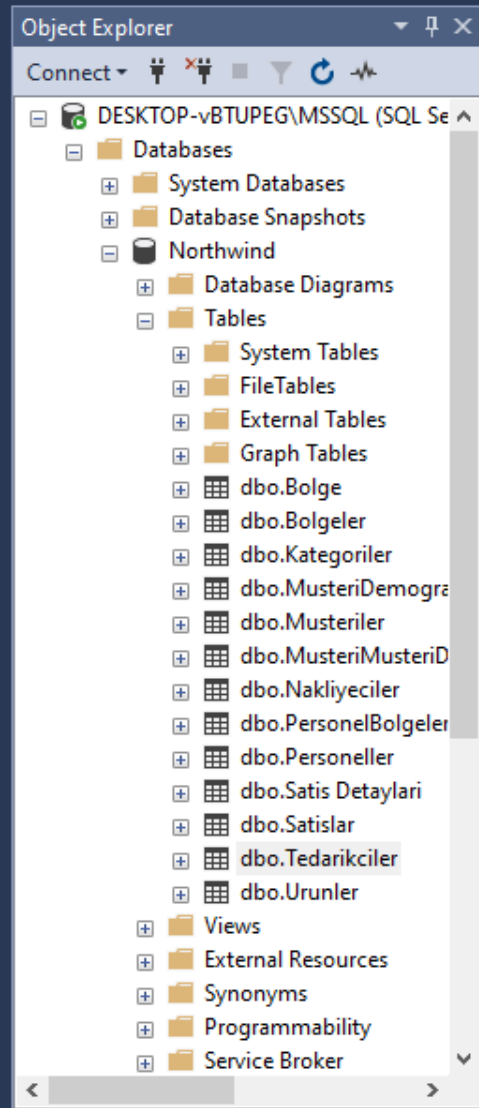 Object Explorer
Connect
DESKTOP-vBTUPEG\MSSQL (SQL Se
Databases
System Databases
Database Snapshots
Northwind
Database Diagrams
Tables
System Tables
FileTables
External Tables
Graph Tables
dbo.Bolge
dbo.Bolgeler
dbo.Kategoriler
dbo.MusteriDemogra
dbo.Musteriler
dbo.MusteriMusteriD
dbo.Nakliyeciler
dbo.PersonelBolgeler
dbo.Personeller
dbo.Satis Detaylari
dbo.Satislar
dbo.Tedarikciler
dbo.Urunler
Views
External Resources
Synonyms
Programmability
Service Broker